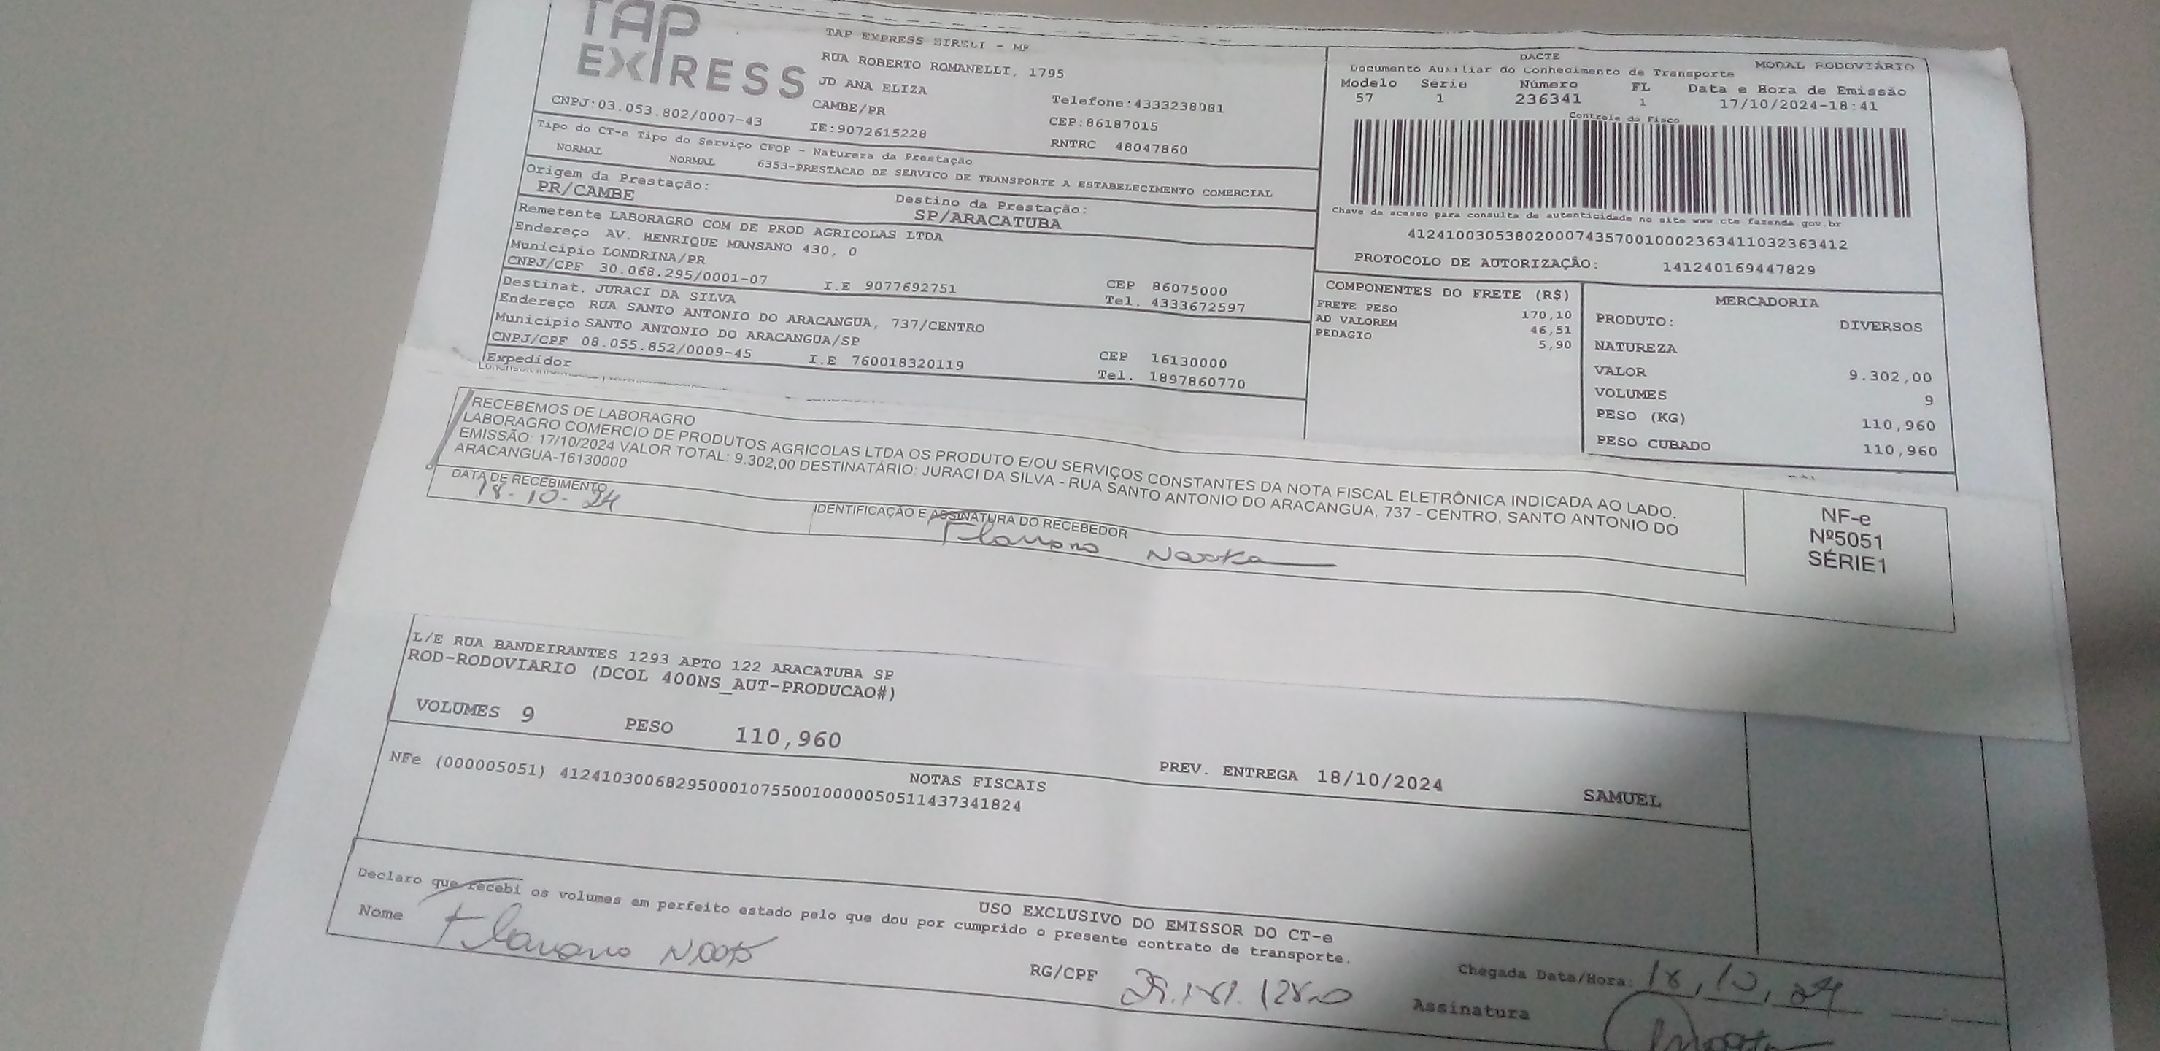 TAP EXPRESS
TAP EXPRESS EIRELI - ME
RUA ROBERTO ROMANELLI, 1795
JD ANA ELIZA
CAMBE/PR
Telefone:4333238081
CEP:86187015
CNPJ:03.053.802/0007-43
IE:9072615228
RNTRC 48047860
DACTE
MODAL RODOVIÁRIO
Documento Auxiliar do Conhecimento de Transporte
Modelo Serie Número FL Data e Hora de Emissão
57 1 236341 1 17/10/2024-18:41
Controle do Fisco
Chave de acesso para consulta de autenticidade no site www.cte.fazenda.gov.br
41241003053802000743570010002363411032363412
PROTOCOLO DE AUTORIZAÇÃO: 141240169447829
Tipo do CT-e Tipo do Serviço CFOP - Natureza da Prestação
NORMAL NORMAL 6353-PRESTACAO DE SERVICO DE TRANSPORTE A ESTABELECIMENTO COMERCIAL
Origem da Prestação: Destino da Prestação:
PR/CAMBE SP/ARACATUBA
Remetente LABORAGRO COM DE PROD AGRICOLAS LTDA
Endereço AV. HENRIQUE MANSANO 430, 0
Municipio LONDRINA/PR CEP 86075000
CNPJ/CPF 30.068.295/0001-07 I.E 9077692751 Tel. 4333672597
Destinat. JURACI DA SILVA
Endereço RUA SANTO ANTONIO DO ARACANGUA, 737/CENTRO
Municipio SANTO ANTONIO DO ARACANGUA/SP CEP 16130000
CNPJ/CPF 08.055.852/0009-45 I.E 760018320119 Tel. 1897860770
Expedidor
COMPONENTES DO FRETE (R$)
FRETE PESO 170,10
AD VALOREM 46,51
PEDAGIO 5,90
MERCADORIA
PRODUTO: DIVERSOS
NATUREZA
VALOR 9.302,00
VOLUMES 9
PESO (KG) 110,960
PESO CUBADO 110,960
RECEBEMOS DE LABORAGRO
LABORAGRO COMERCIO DE PRODUTOS AGRICOLAS LTDA OS PRODUTO E/OU SERVIÇOS CONSTANTES DA NOTA FISCAL ELETRÔNICA INDICADA AO LADO.
EMISSÃO: 17/10/2024 VALOR TOTAL: 9.302,00 DESTINATÁRIO: JURACI DA SILVA - RUA SANTO ANTONIO DO ARACANGUA, 737 - CENTRO, SANTO ANTONIO DO
ARACANGUA-16130000
DATA DE RECEBIMENTO
18-10-24
IDENTIFICAÇÃO E ASSINATURA DO RECEBEDOR
NF-e
Nº5051
SÉRIE1
L/E RUA BANDEIRANTES 1293 APTO 122 ARACATUBA SP
ROD-RODOVIARIO (DCOL 400NS_AUT-PRODUCAO#)
VOLUMES 9 PESO 110,960
PREV. ENTREGA 18/10/2024 SAMUEL
NOTAS FISCAIS
NFe (000005051) 41241030068295000107550010000050511437341824
USO EXCLUSIVO DO EMISSOR DO CT-e
Declaro que recebi os volumes em perfeito estado pelo que dou por cumprido o presente contrato de transporte.
Nome
RG/CPF
Chegada Data/Hora: 18,10,24
Assinatura